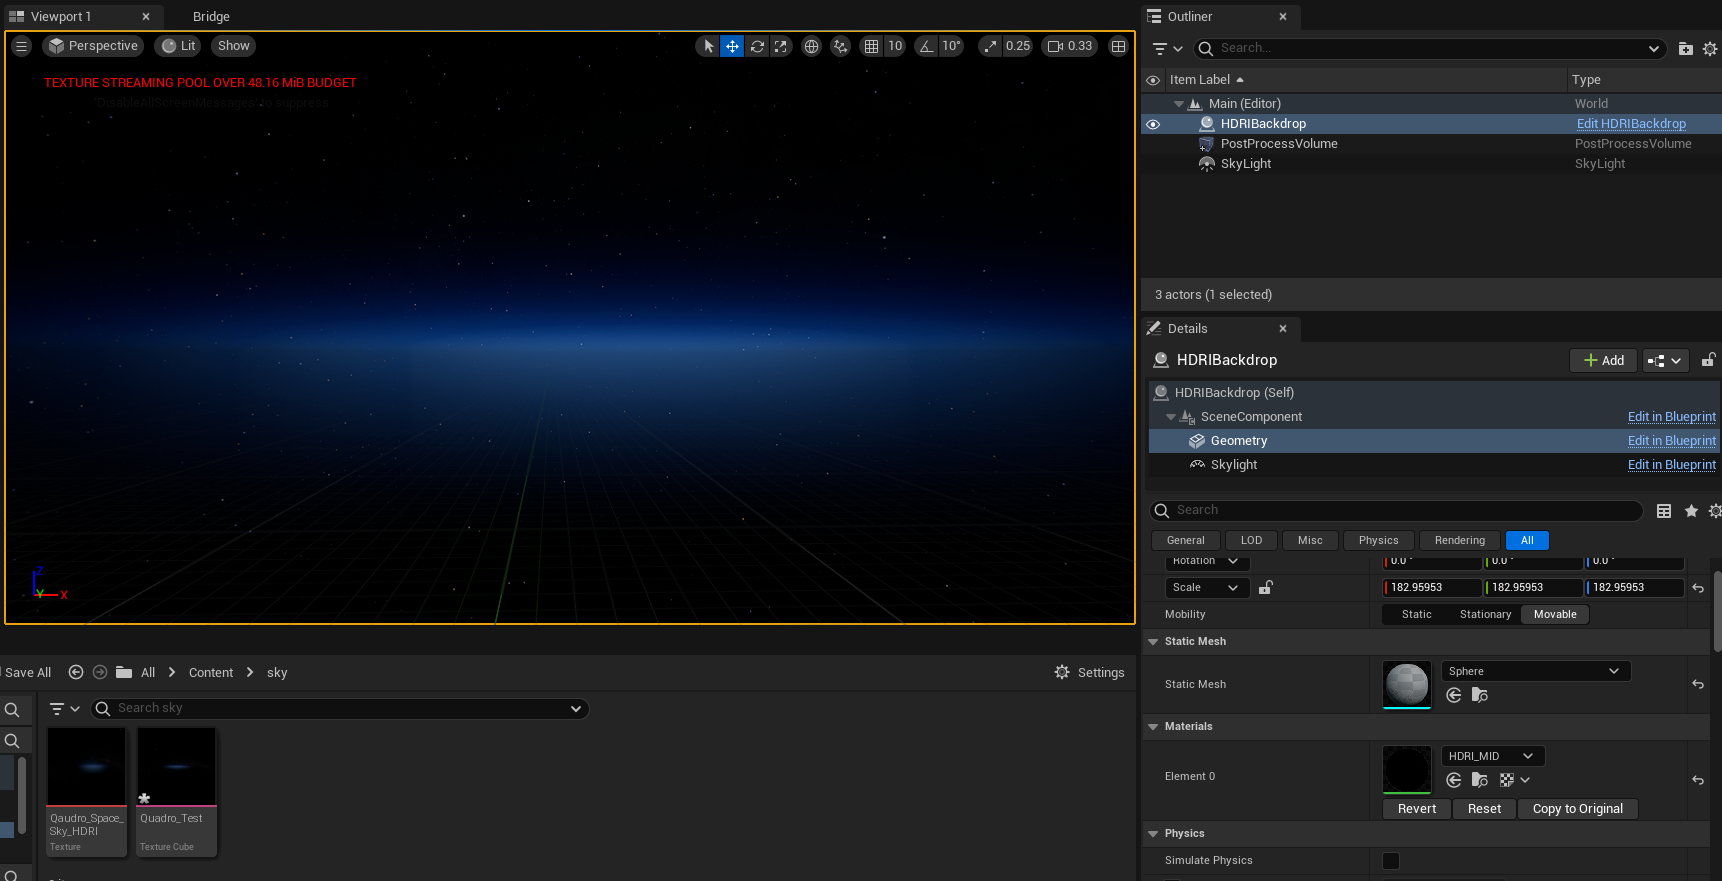 Viewport 1
Bridge
Perspective
Lit
Show
10
10°
0.25
0.33
TEXTURE STREAMING POOL OVER 48.16 MiB BUDGET
'DisableAllScreenMessages' to suppress
Z
Y
X
Outliner
Search...
Item Label
Type
Main (Editor)
World
HDRIBackdrop
Edit HDRIBackdrop
PostProcessVolume
PostProcessVolume
SkyLight
SkyLight
3 actors (1 selected)
Details
HDRIBackdrop
Add
HDRIBackdrop (Self)
SceneComponent
Edit in Blueprint
Geometry
Edit in Blueprint
Skylight
Edit in Blueprint
Search
General
LOD
Misc
Physics
Rendering
All
Rotation
0.0 °
0.0 °
0.0 °
Scale
182.95953
182.95953
182.95953
Mobility
Static
Stationary
Movable
Static Mesh
Static Mesh
Sphere
Materials
Element 0
HDRI_MID
Revert
Reset
Copy to Original
Physics
Simulate Physics
Save All
All
Content
sky
Settings
Search sky
Qaudro_Space_
Sky_HDRI
Texture
Quadro_Test
Texture Cube